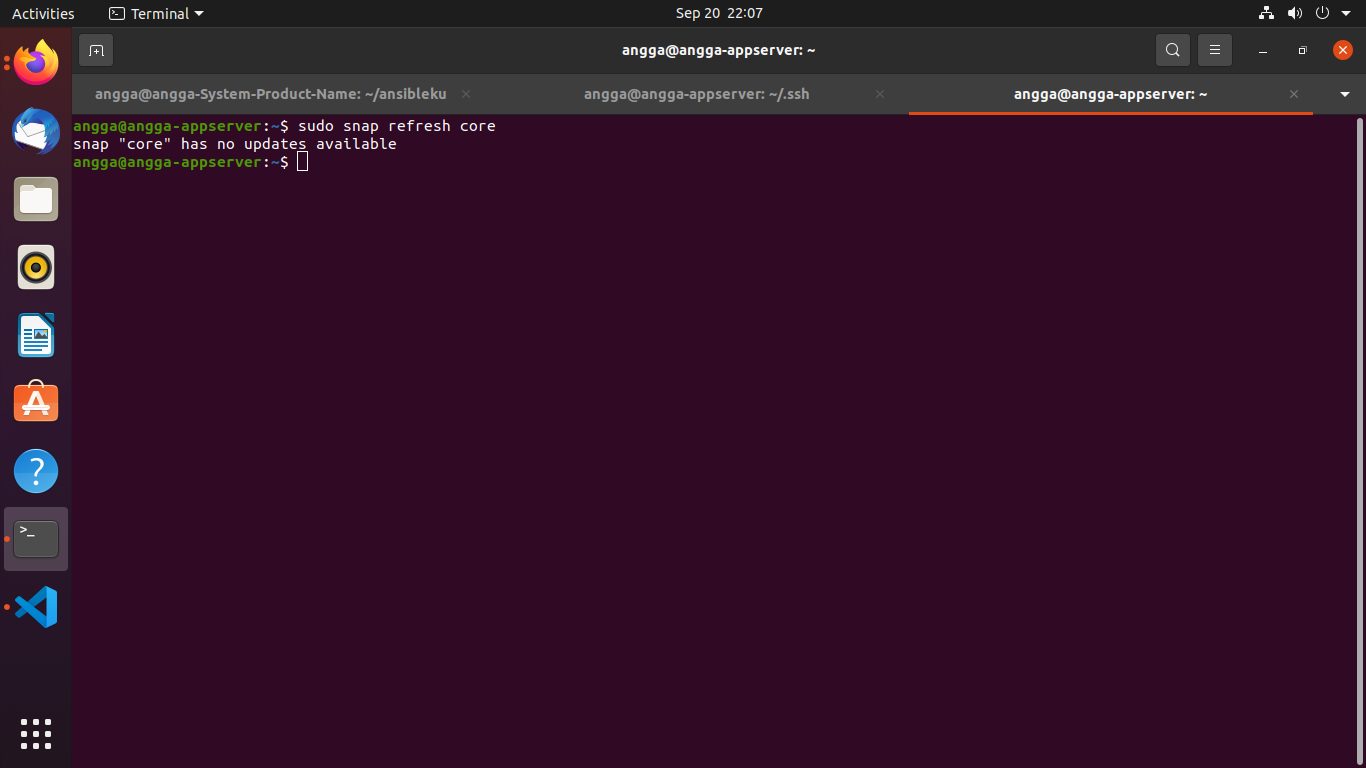 Activities
Terminal
Sep 20 22:07
angga@angga-appserver: ~
angga@angga-System-Product-Name: ~/ansibleku
angga@angga-appserver: ~/.ssh
angga@angga-appserver: ~
angga@angga-appserver:~$ sudo snap refresh core
snap "core" has no updates available
angga@angga-appserver:~$